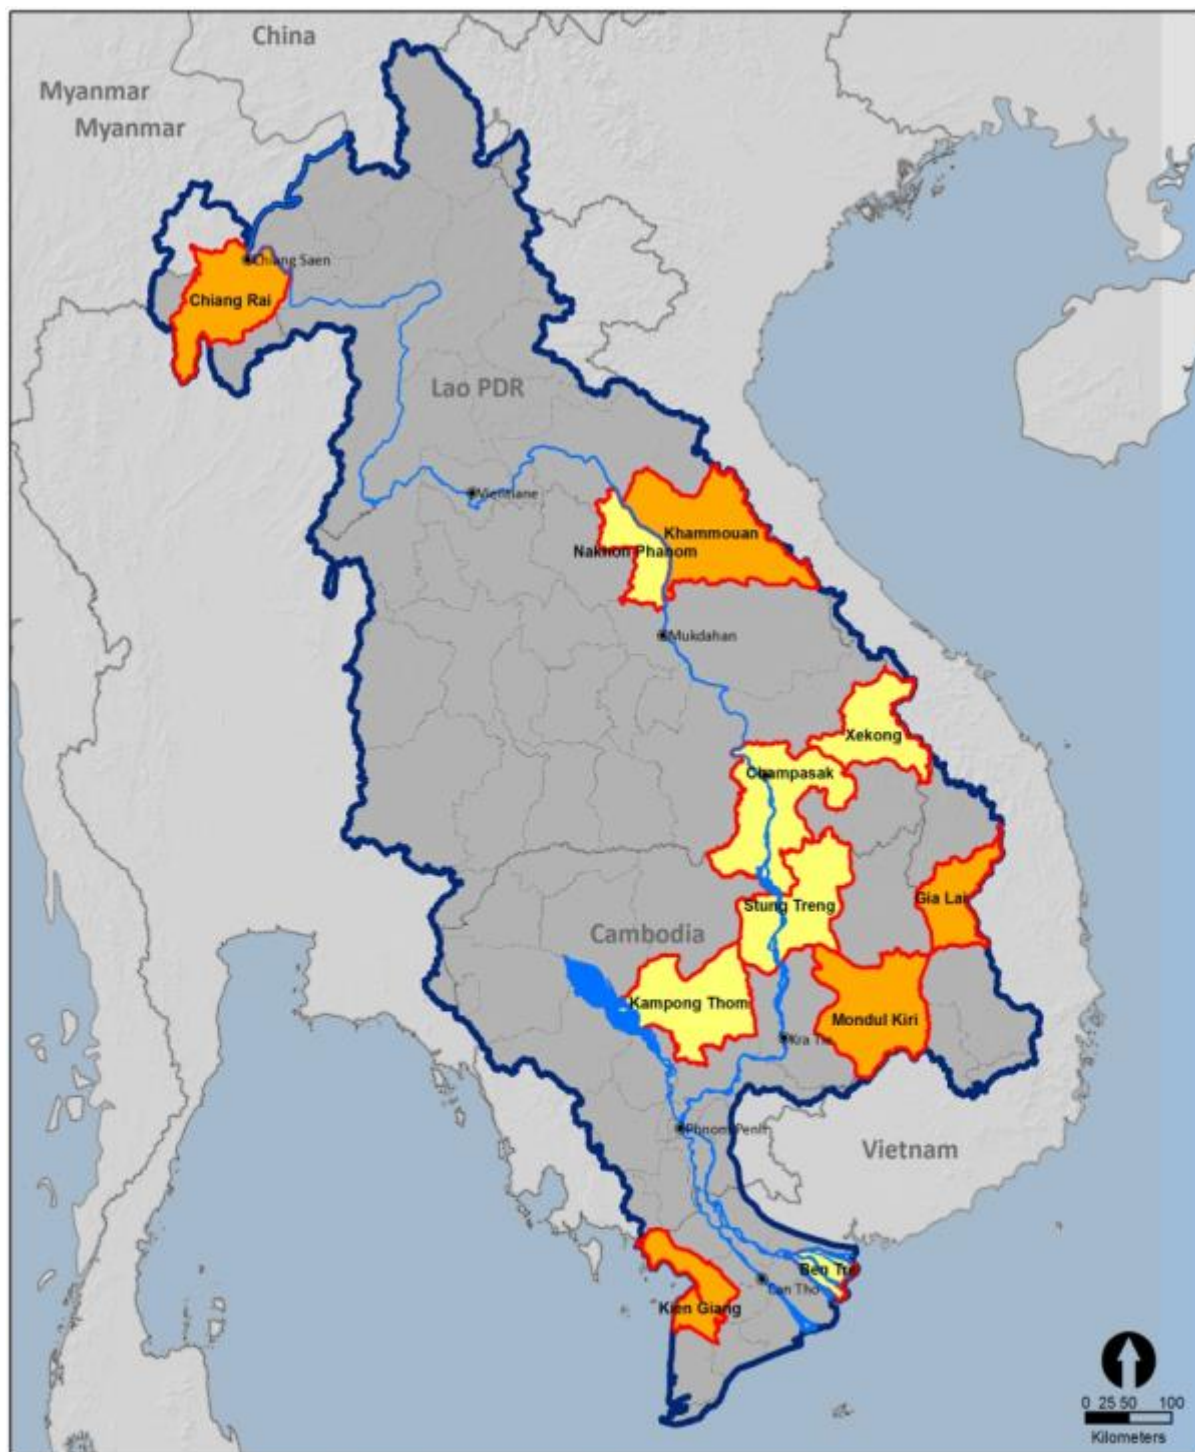 China
Myanmar
Myanmar
Chiang Saen
Chiang Rai
Lao PDR
Vientiane
Khammouan
Nakhon Phanom
Mukdahan
Xekong
Champasak
Gia Lai
Stung Treng
Cambodia
Kampong Thom
Mondul Kiri
Kra Tie
Phnom Penh
Vietnam
Ben Tre
Can Tho
Kien Giang
0 25 50 100
Kilometers